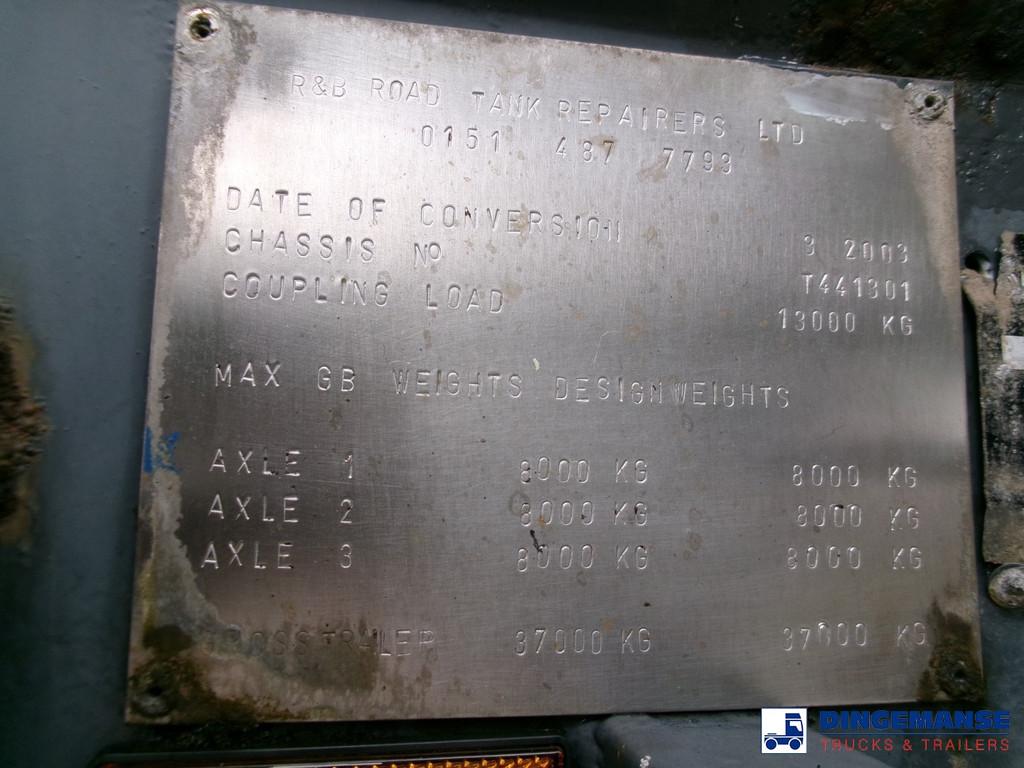 R&B ROAD TANK REPAIRERS LTD
0151 487 7793
DATE OF CONVERSION 3 2003
CHASSIS NO T441301
COUPLING LOAD 13000 KG
MAX GB WEIGHTS DESIGN WEIGHTS
AXLE 1 8000 KG 8000 KG
AXLE 2 8000 KG 8000 KG
AXLE 3 8000 KG 8000 KG
GROSS TRAILER 37000 KG 37000 KG
DINGEMANSE
TRUCKS & TRAILERS